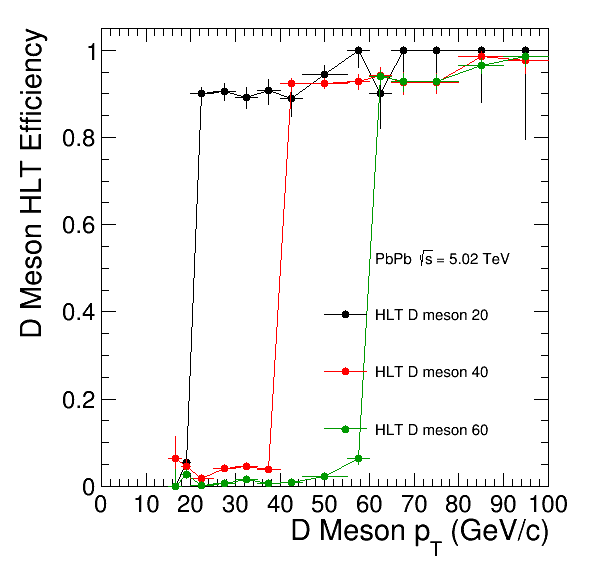 D Meson HLT Efficiency
1
0.8
0.6
0.4
0.2
0
PbPb √s = 5.02 TeV
HLT D meson 20
HLT D meson 40
HLT D meson 60
0 10 20 30 40 50 60 70 80 90 100
D Meson p_T (GeV/c)